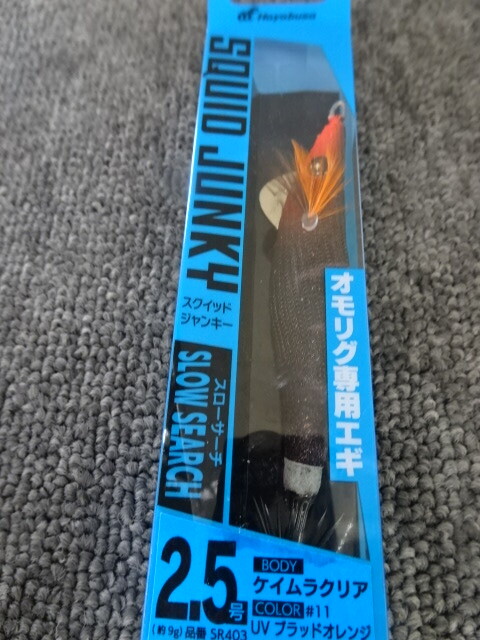 Hayabusa
SQUID JUNKY
スクイッド
ジャンキー
オモリグ専用エギ
スローサーチ
SLOW SEARCH
2.5号
(約9g) 品番 SR403
BODY
ケイムラクリア
COLOR #11
UV ブラッドオレンジ